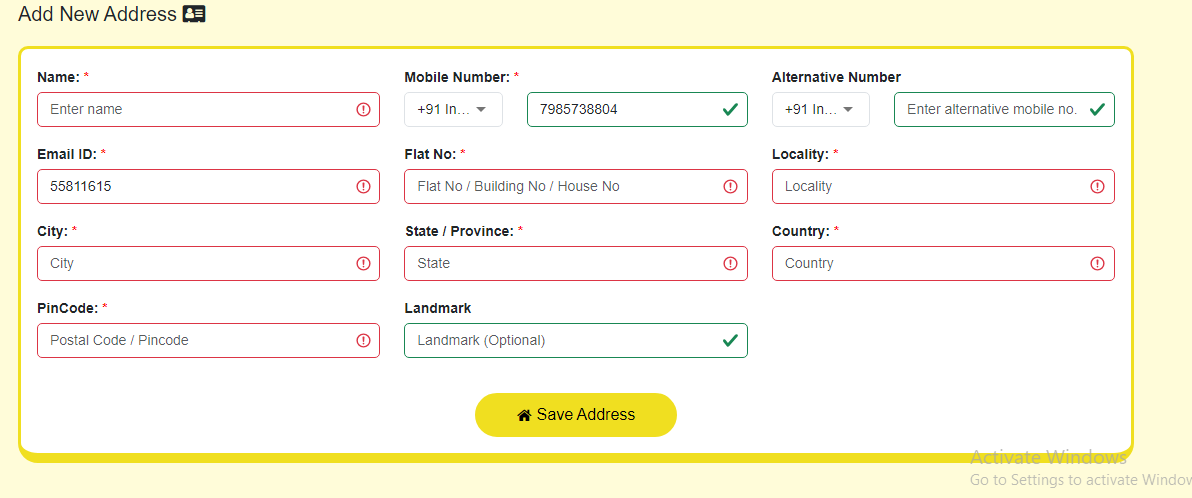 Add New Address
Name: * Mobile Number: * Alternative Number
Enter name +91 In... 7985738804 +91 In... Enter alternative mobile no.
Email ID: * Flat No: * Locality: *
55811615 Flat No / Building No / House No Locality
City: * State / Province: * Country: *
City State Country
PinCode: * Landmark
Postal Code / Pincode Landmark (Optional)
Save Address
Activate Windows
Go to Settings to activate Window